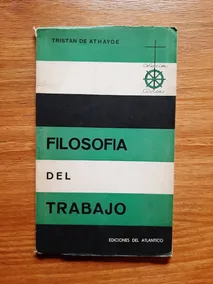 TRISTAN DE ATHAYDE
FILOSOFIA
DEL
TRABAJO
EDICIONES DEL ATLANTICO